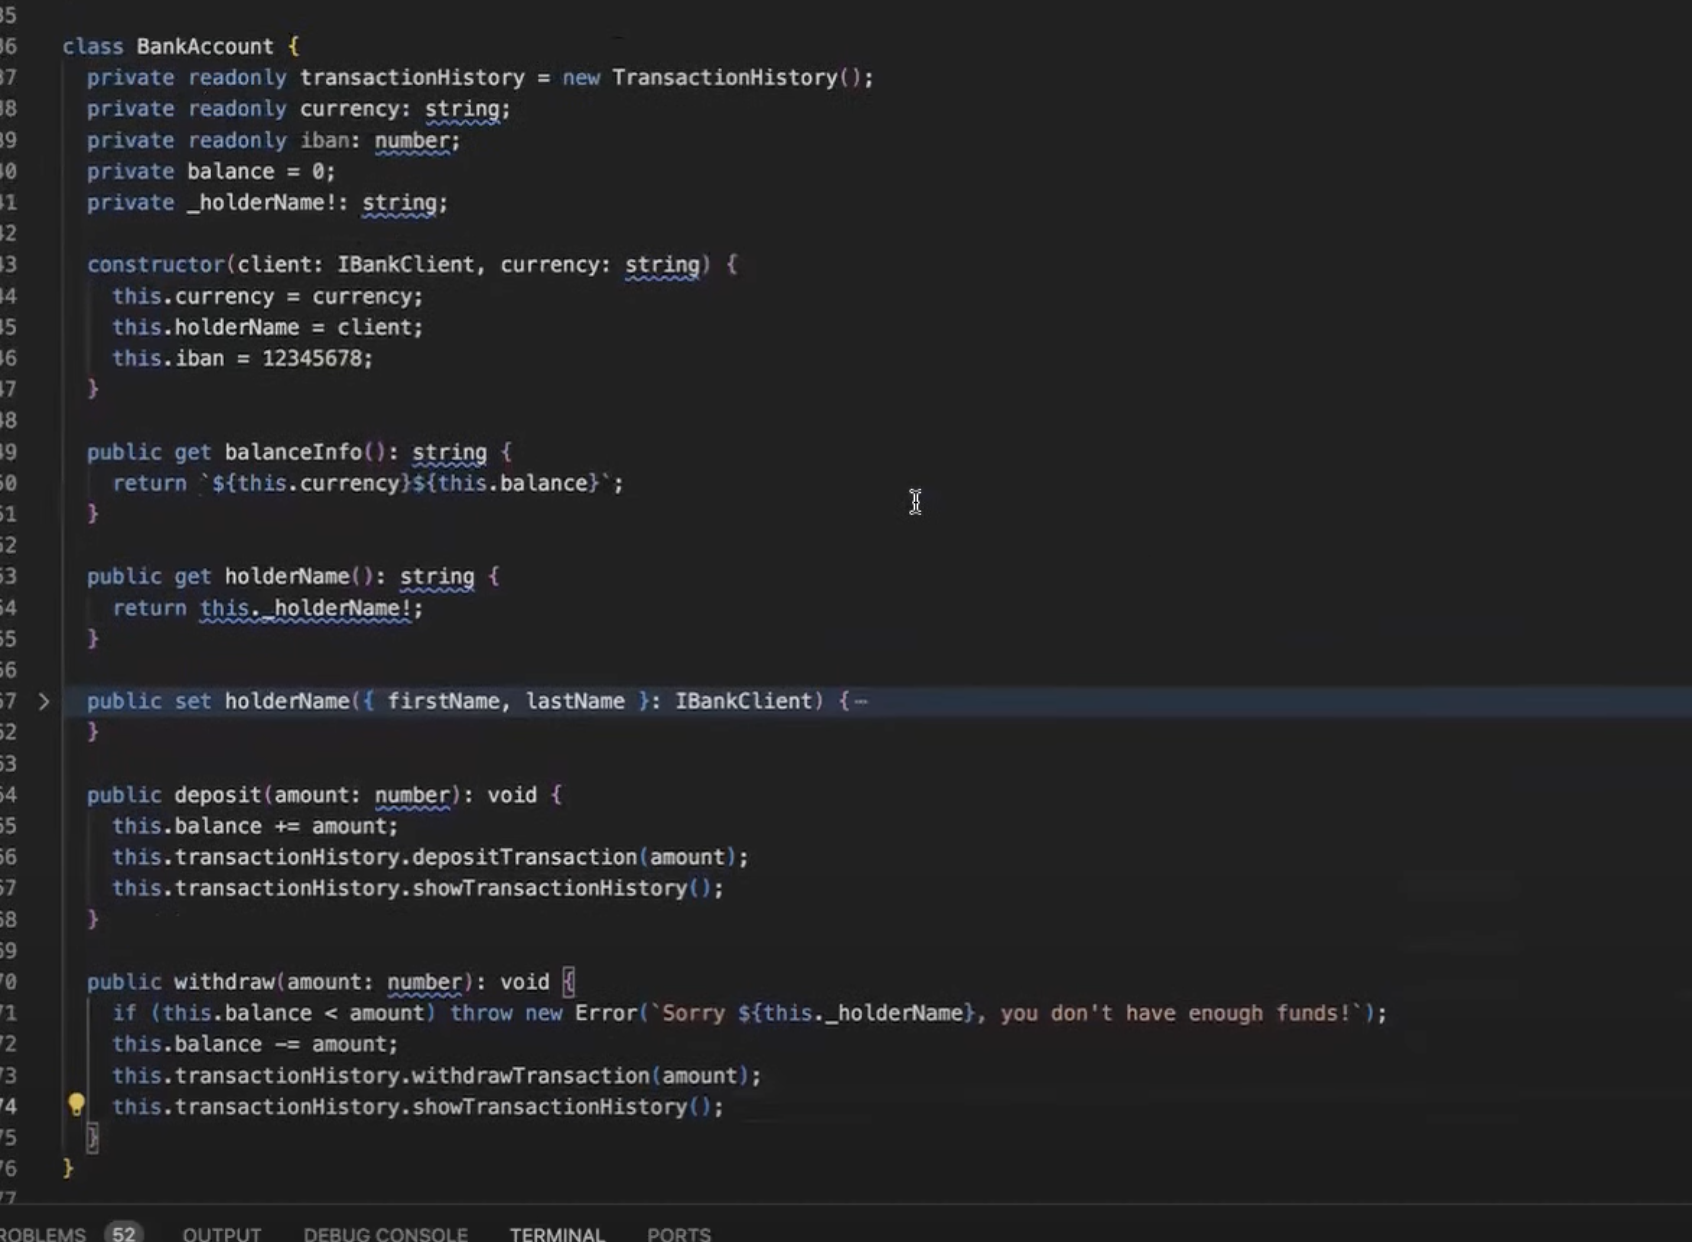 35
36 class BankAccount {
37 private readonly transactionHistory = new TransactionHistory();
38 private readonly currency: string;
39 private readonly iban: number;
40 private balance = 0;
41 private _holderName!: string;
42
43 constructor(client: IBankClient, currency: string) {
44 this.currency = currency;
45 this.holderName = client;
46 this.iban = 12345678;
47 }
48
49 public get balanceInfo(): string {
50 return `${this.currency}${this.balance}`;
51 }
52
53 public get holderName(): string {
54 return this._holderName!;
55 }
56
57 public set holderName({ firstName, lastName }: IBankClient) {⋯
62 }
63
64 public deposit(amount: number): void {
65 this.balance += amount;
66 this.transactionHistory.depositTransaction(amount);
67 this.transactionHistory.showTransactionHistory();
68 }
69
70 public withdraw(amount: number): void {
71 if (this.balance < amount) throw new Error(`Sorry ${this._holderName}, you don't have enough funds!`);
72 this.balance -= amount;
73 this.transactionHistory.withdrawTransaction(amount);
74 this.transactionHistory.showTransactionHistory();
75 }
76 }
77
ROBLEMS 52 OUTPUT DEBUG CONSOLE TERMINAL PORTS